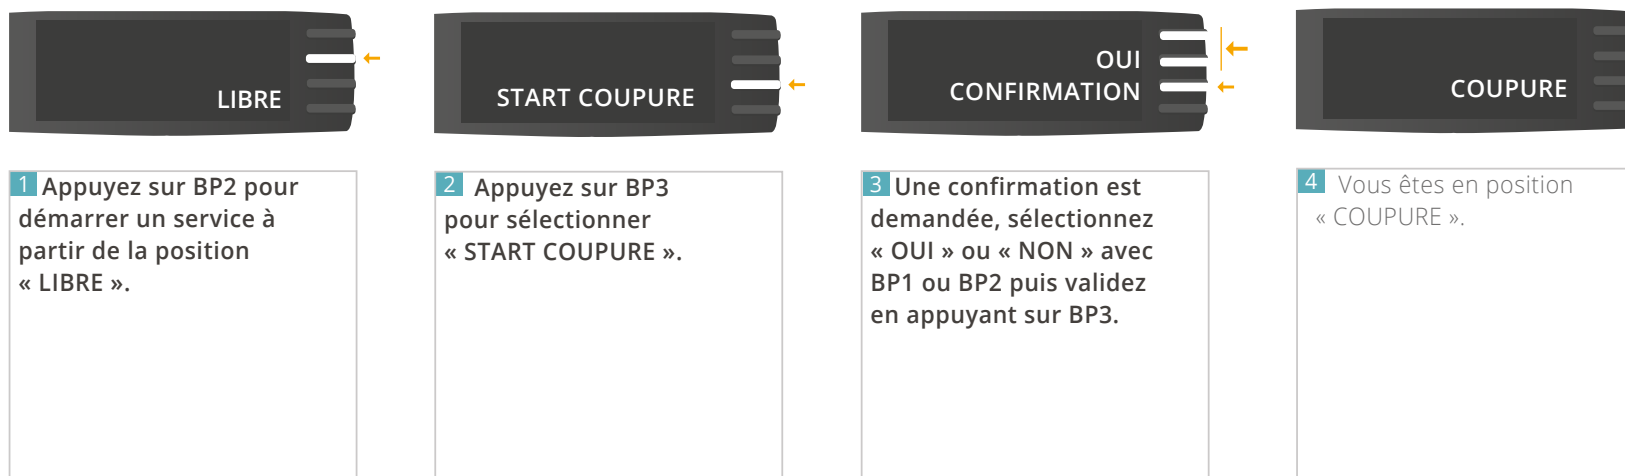 LIBRE
START COUPURE
OUI
CONFIRMATION
COUPURE
1 Appuyez sur BP2 pour
démarrer un service à
partir de la position
« LIBRE ».
2 Appuyez sur BP3
pour sélectionner
« START COUPURE ».
3 Une confirmation est
demandée, sélectionnez
« OUI » ou « NON » avec
BP1 ou BP2 puis validez
en appuyant sur BP3.
4 Vous êtes en position
« COUPURE ».